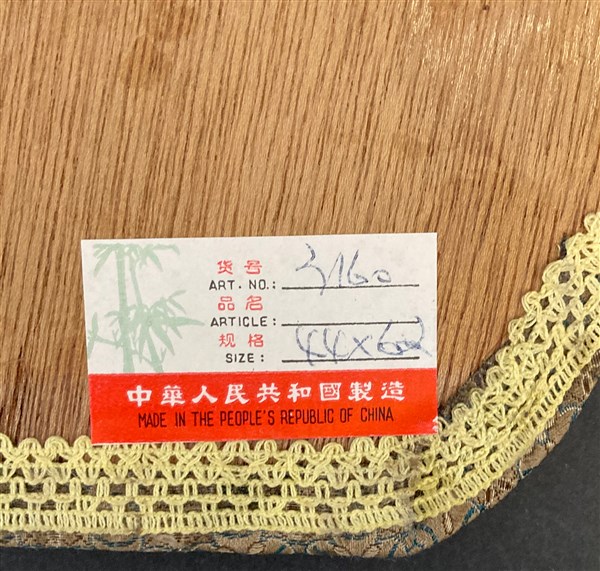 货号
ART. NO.: 3160
品名
ARTICLE:
规格
SIZE: 44×
中華人民共和國製造
MADE IN THE PEOPLE'S REPUBLIC OF CHINA